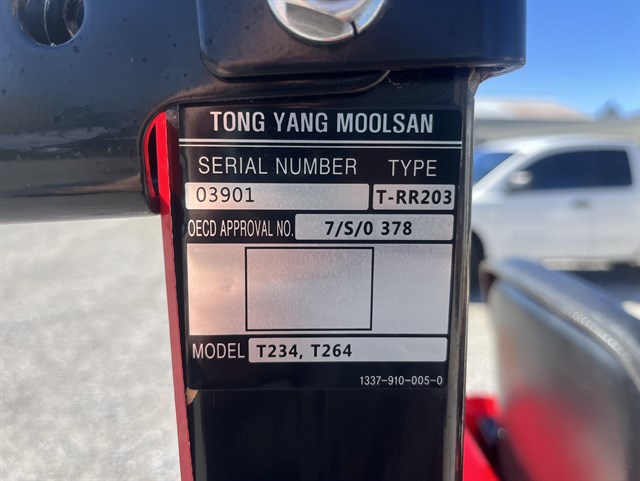 TONG YANG MOOLSAN
SERIAL NUMBER TYPE
03901 T-RR203
OECD APPROVAL NO. 7/S/0 378
MODEL T234, T264
1337-910-005-0